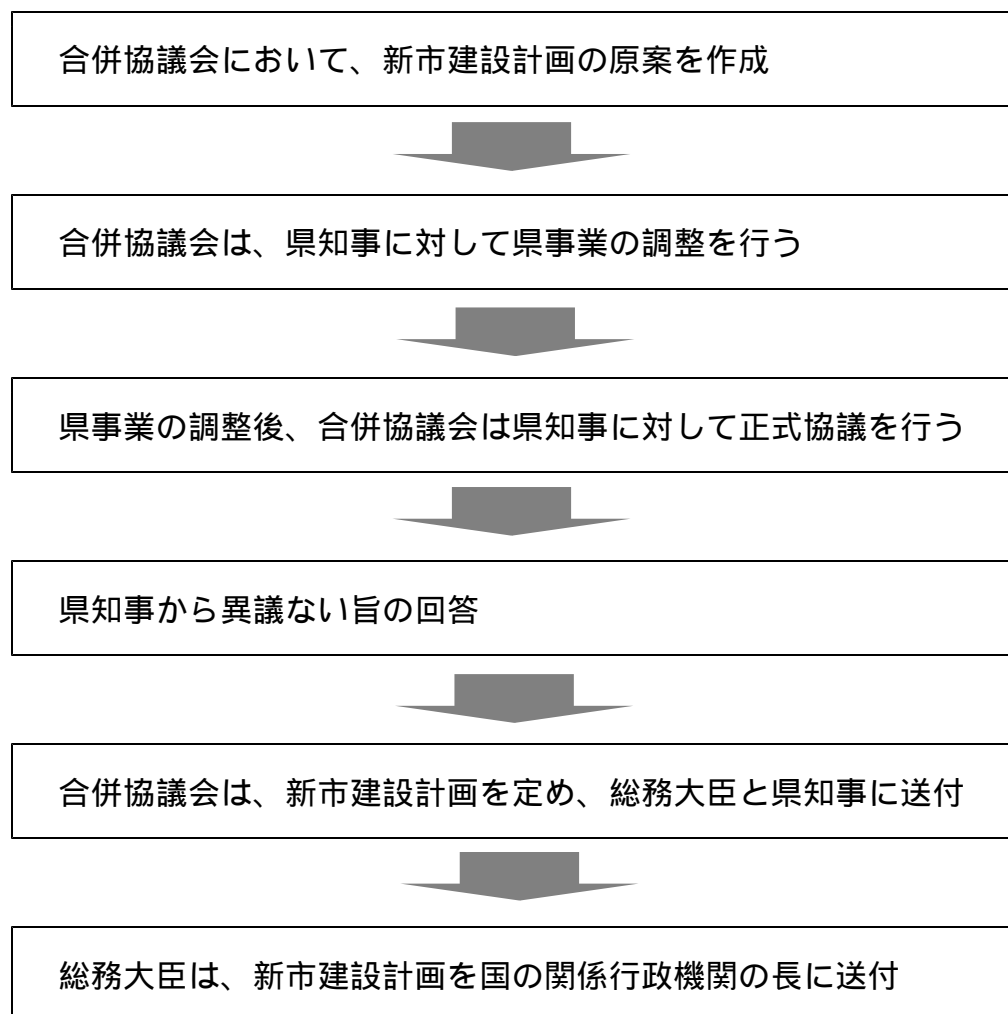 合併協議会において、新市建設計画の原案を作成
合併協議会は、県知事に対して県事業の調整を行う
県事業の調整後、合併協議会は県知事に対して正式協議を行う
県知事から異議ない旨の回答
合併協議会は、新市建設計画を定め、総務大臣と県知事に送付
総務大臣は、新市建設計画を国の関係行政機関の長に送付